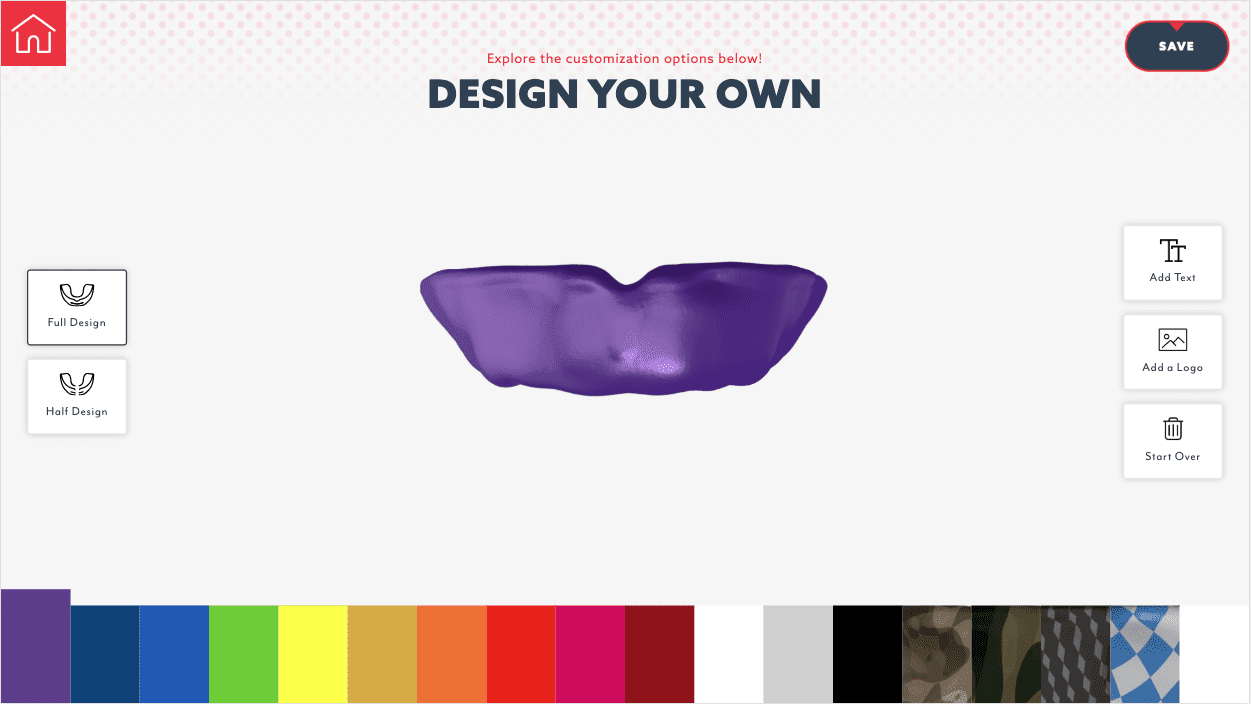 Explore the customization options below!
DESIGN YOUR OWN
SAVE
Full Design
Half Design
Add Text
Add a Logo
Start Over